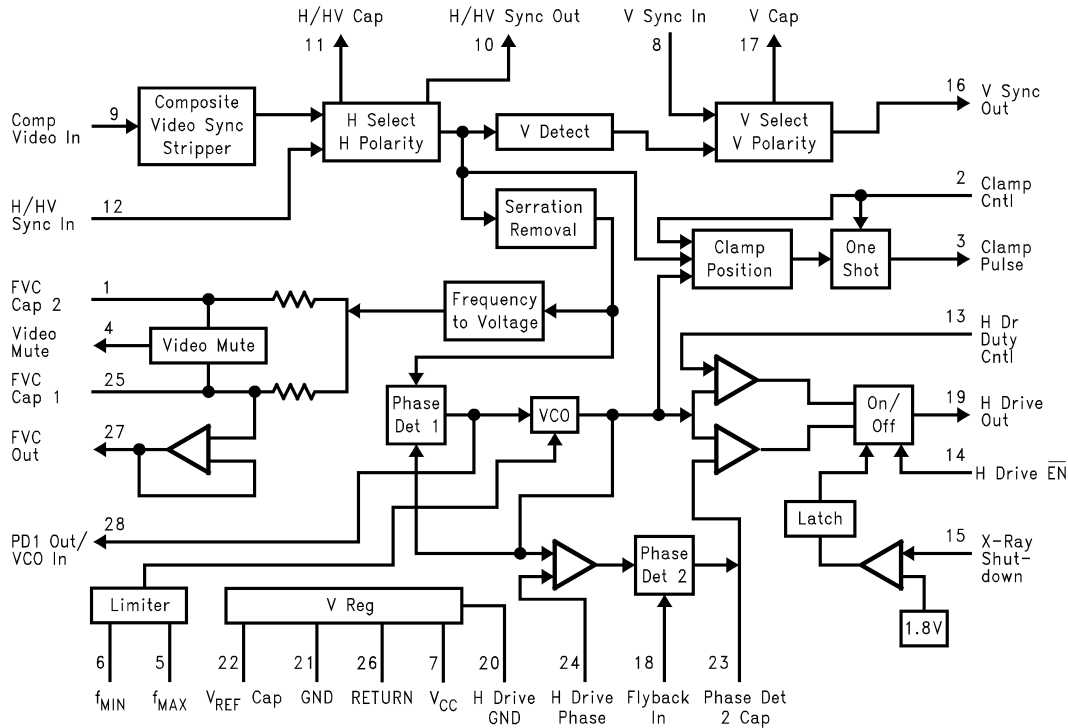 H/HV Cap
11
H/HV Sync Out
10
V Sync In
8
V Cap
17
Comp
Video In
9
Composite
Video Sync
Stripper
H Select
H Polarity
V Detect
V Select
V Polarity
16
V Sync
Out
H/HV
Sync In
12
Serration
Removal
2
Clamp
Cntl
Clamp
Position
One
Shot
3
Clamp
Pulse
FVC
Cap 2
1
Frequency
to Voltage
Video
Mute
4
Video Mute
13
H Dr
Duty
Cntl
FVC
Cap 1
25
Phase
Det 1
VCO
On/
Off
19
H Drive
Out
FVC
Out
27
14
H Drive EN
PD1 Out/
VCO In
28
Latch
15
X-Ray
Shut-
down
Phase
Det 2
1.8V
Limiter
V Reg
6
fMIN
5
fMAX
22
VREF Cap
21
GND
26
RETURN
7
VCC
20
H Drive
GND
24
H Drive
Phase
18
Flyback
In
23
Phase Det
2 Cap